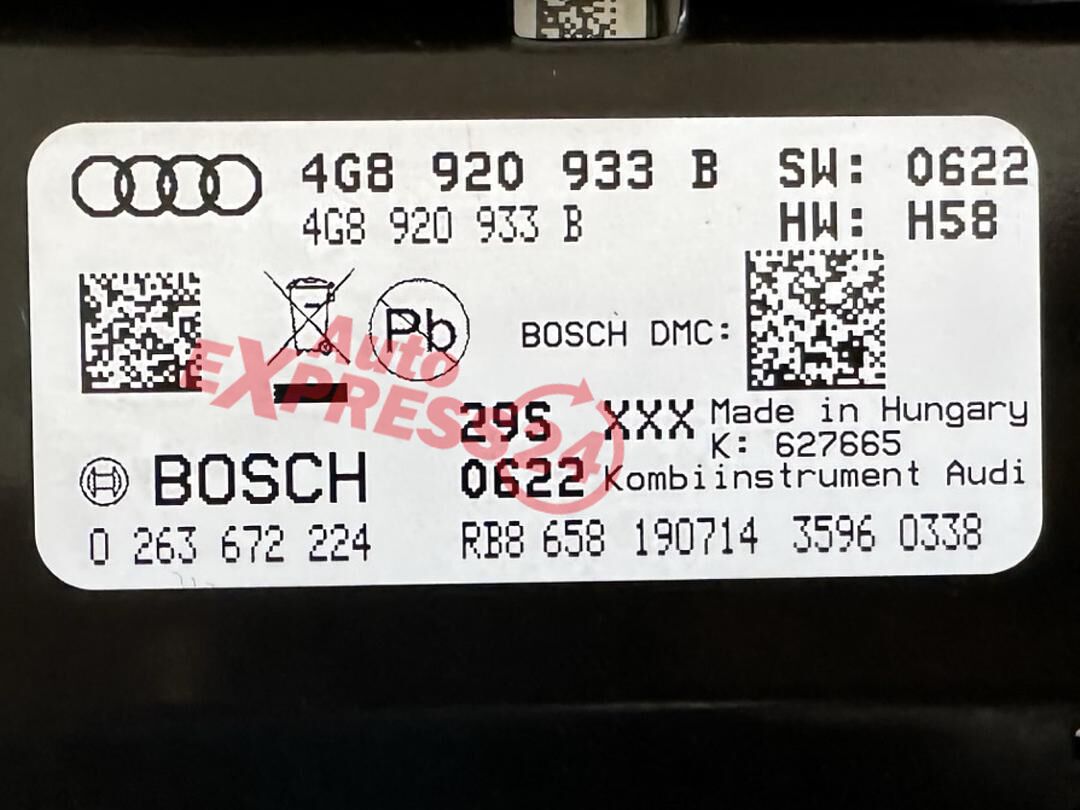 4G8 920 933 B SW: 0622
4G8 920 933 B HW: H58
Pb
BOSCH DMC:
Auto
EXPRESS24
29S XXX Made in Hungary
K: 627665
BOSCH 0622 Kombiinstrument Audi
0 263 672 224 RB8 658 190714 3596 0338